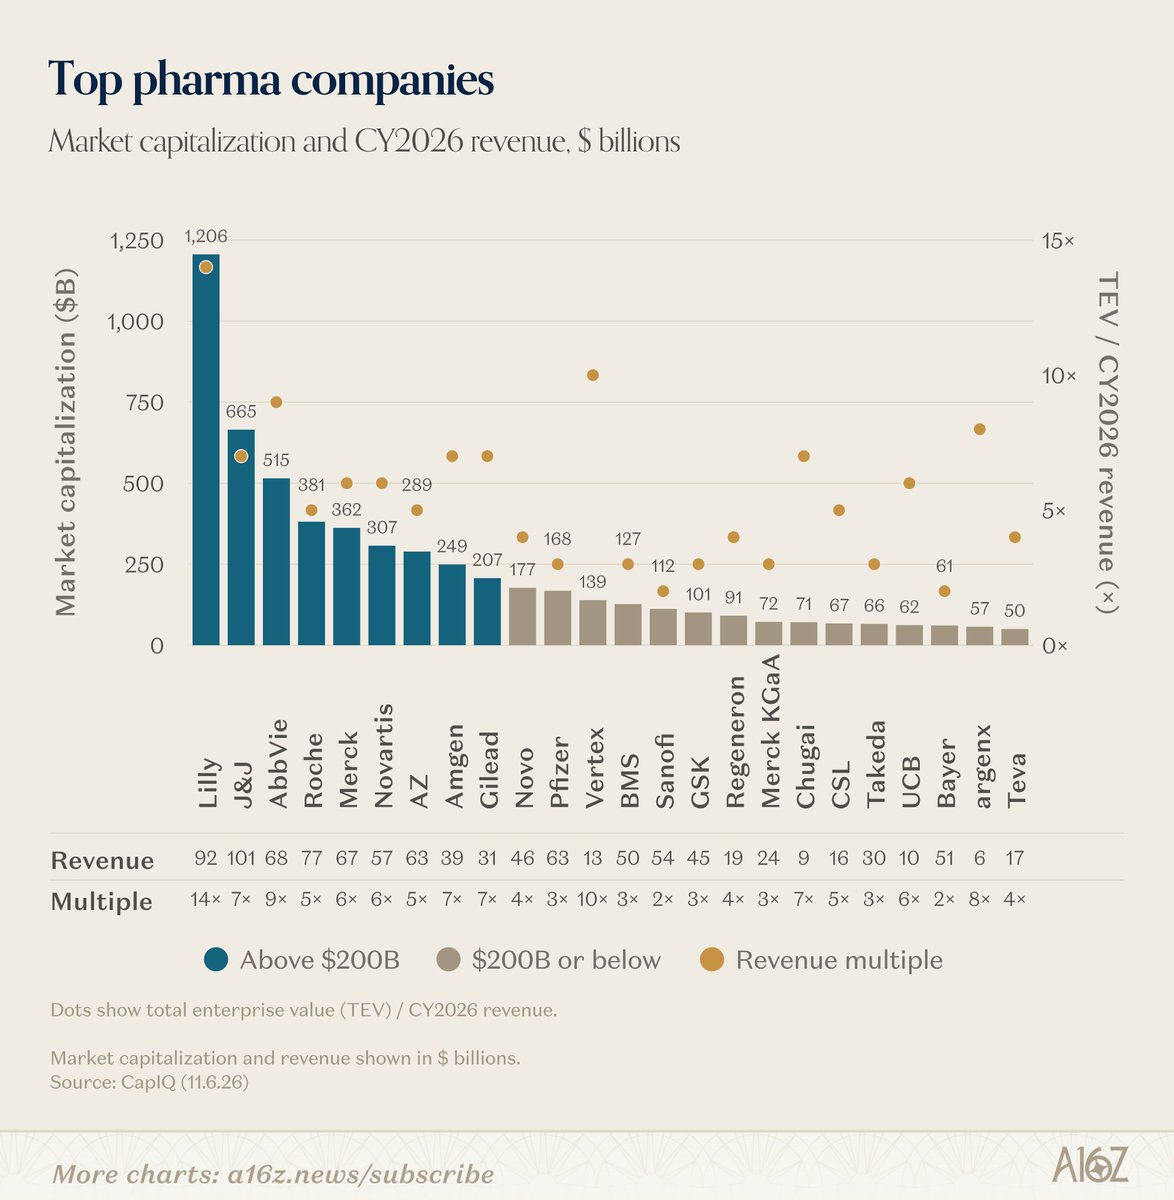 Top pharma companies
Market capitalization and CY2026 revenue, $ billions
Market capitalization ($B)
1,250
1,000
750
500
250
0
15×
10×
5×
0×
TEV / CY2026 revenue (×)
1,206
665
515
381
362
307
289
249
207
177
168
139
127
112
101
91
72
71
67
66
62
61
57
50
Lilly
J&J
AbbVie
Roche
Merck
Novartis
AZ
Amgen
Gilead
Novo
Pfizer
Vertex
BMS
Sanofi
GSK
Regeneron
Merck KGaA
Chugai
CSL
Takeda
UCB
Bayer
argenx
Teva
Revenue 92 101 68 77 67 57 63 39 31 46 63 13 50 54 45 19 24 9 16 30 10 51 6 17
Multiple 14× 7× 9× 5× 6× 6× 5× 7× 7× 4× 3× 10× 3× 2× 3× 4× 3× 7× 5× 3× 6× 2× 8× 4×
Above $200B $200B or below Revenue multiple
Dots show total enterprise value (TEV) / CY2026 revenue.
Market capitalization and revenue shown in $ billions.
Source: CapIQ (11.6.26)
More charts: a16z.news/subscribe
A16Z